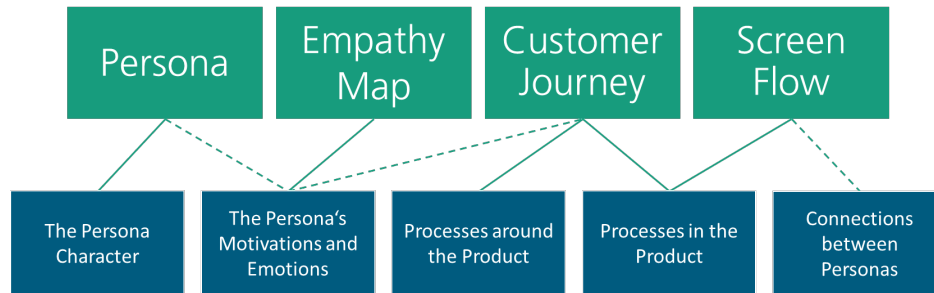 Persona
Empathy
Map
Customer
Journey
Screen
Flow
The Persona
Character
The Persona‘s
Motivations and
Emotions
Processes around
the Product
Processes in the
Product
Connections
between
Personas